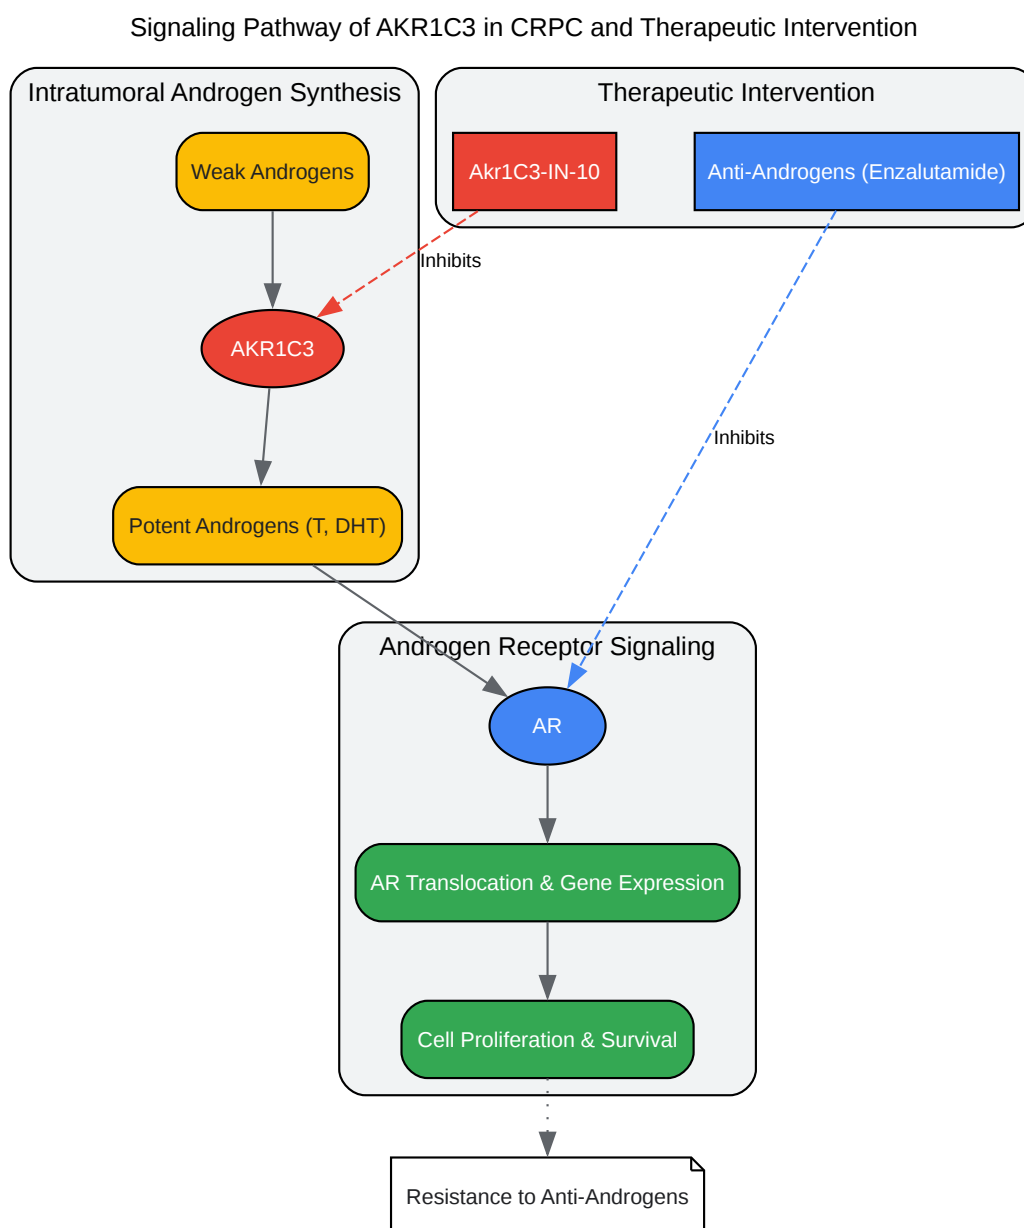 Signaling Pathway of AKR1C3 in CRPC and Therapeutic Intervention
Intratumoral Androgen Synthesis
Therapeutic Intervention
Weak Androgens
Akr1C3-IN-10
Anti-Androgens (Enzalutamide)
Inhibits
AKR1C3
Inhibits
Potent Androgens (T, DHT)
Androgen Receptor Signaling
AR
AR Translocation & Gene Expression
Cell Proliferation & Survival
Resistance to Anti-Androgens